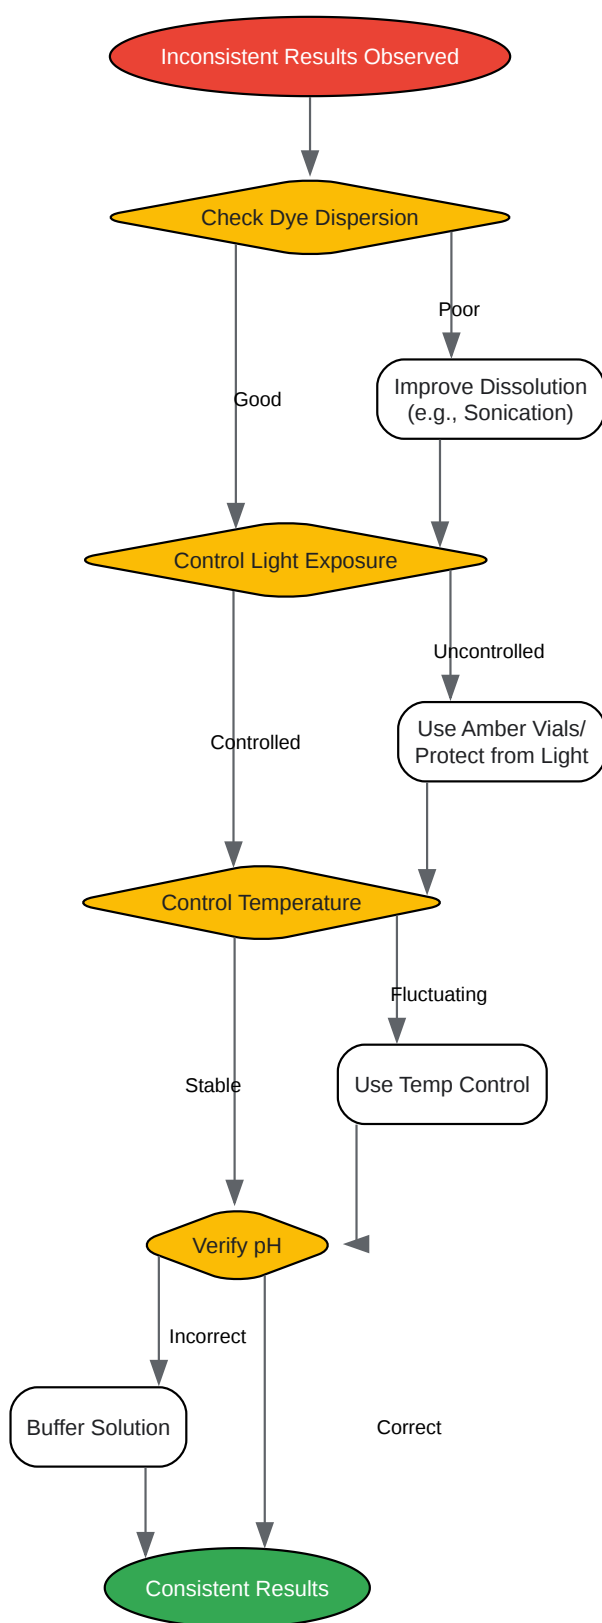 Inconsistent Results Observed
Check Dye Dispersion
Poor
Improve Dissolution
(e.g., Sonication)
Good
Control Light Exposure
Uncontrolled
Use Amber Vials/
Protect from Light
Controlled
Control Temperature
Fluctuating
Use Temp Control
Stable
Verify pH
Incorrect
Buffer Solution
Correct
Consistent Results